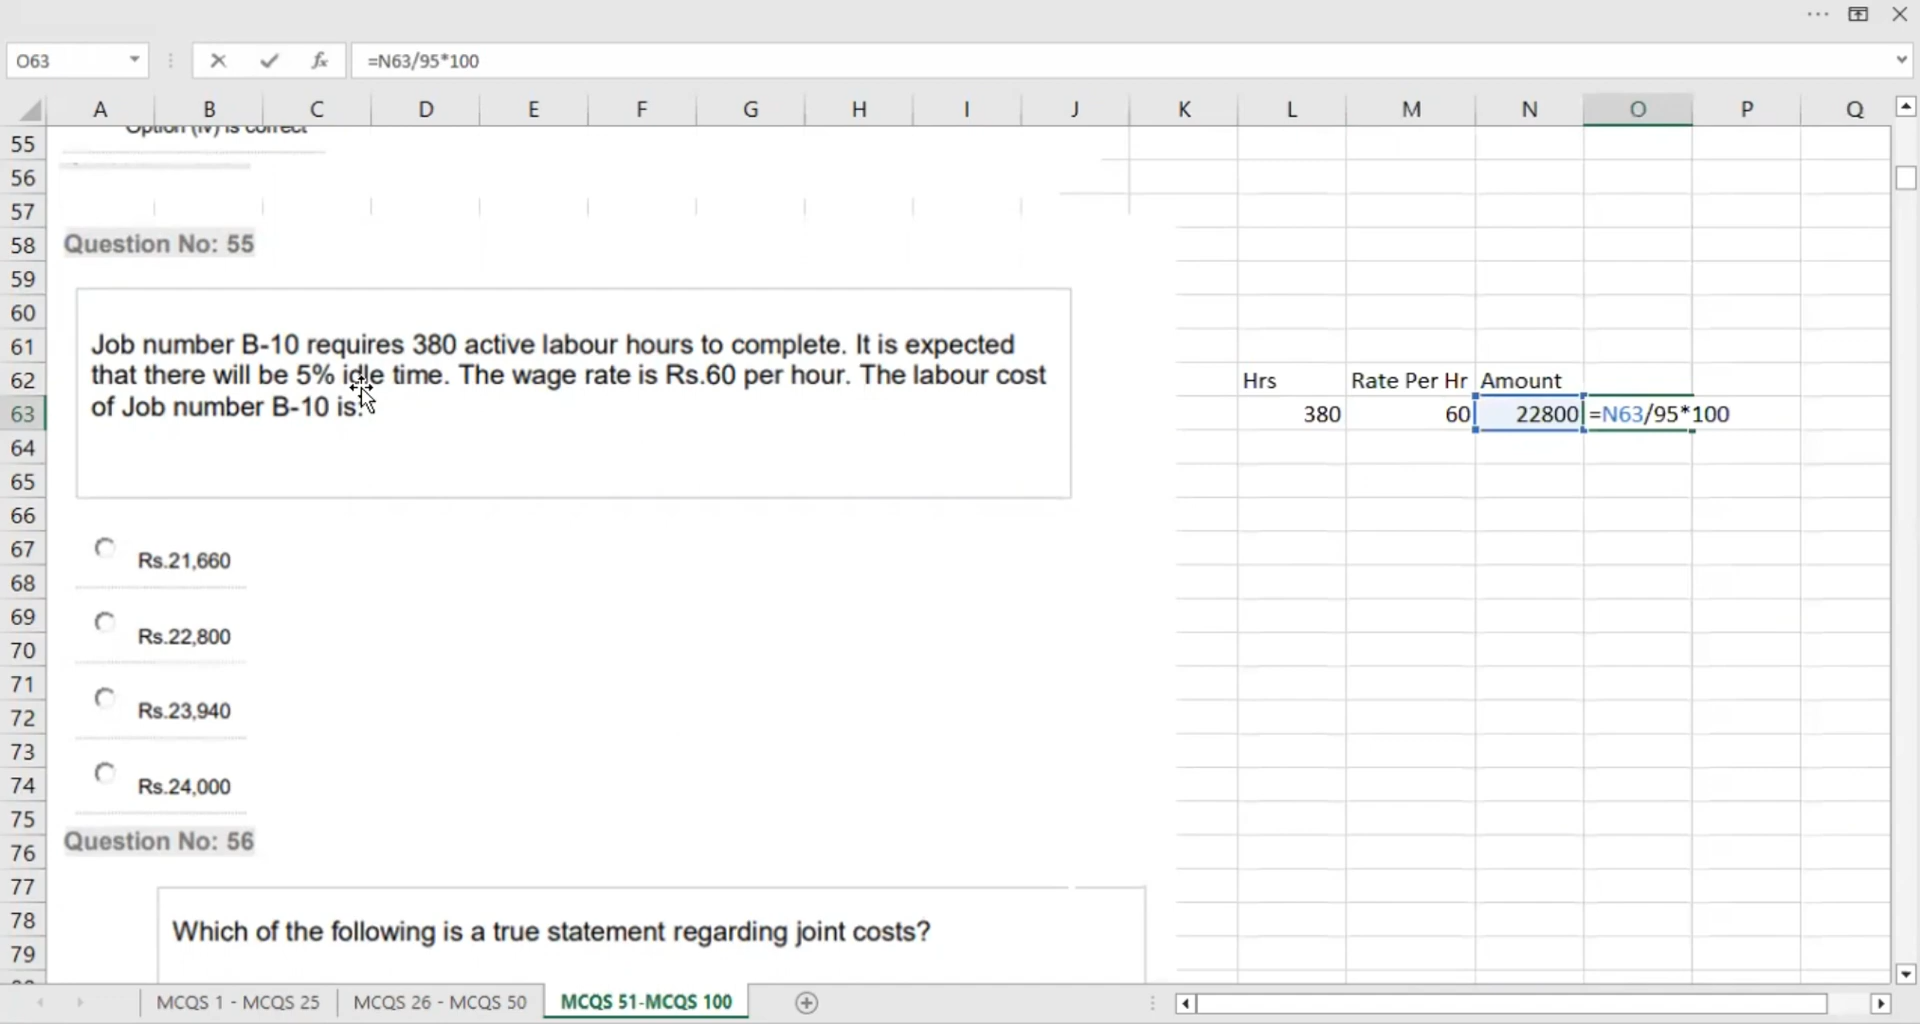 O63
fx
=N63/95*100
A B C D E F G H I J K L M N O P Q
55
Option (iv) is correct
56
57
58
Question No: 55
59
60
61
Job number B-10 requires 380 active labour hours to complete. It is expected
62
that there will be 5% idle time. The wage rate is Rs.60 per hour. The labour cost
Hrs Rate Per Hr Amount
63
of Job number B-10 is:
380 60 22800 =N63/95*100
64
65
66
67
Rs.21,660
68
69
Rs.22,800
70
71
Rs.23,940
72
73
74
Rs.24,000
75
Question No: 56
76
77
78
Which of the following is a true statement regarding joint costs?
79
MCQS 1 - MCQS 25 MCQS 26 - MCQS 50 MCQS 51-MCQS 100